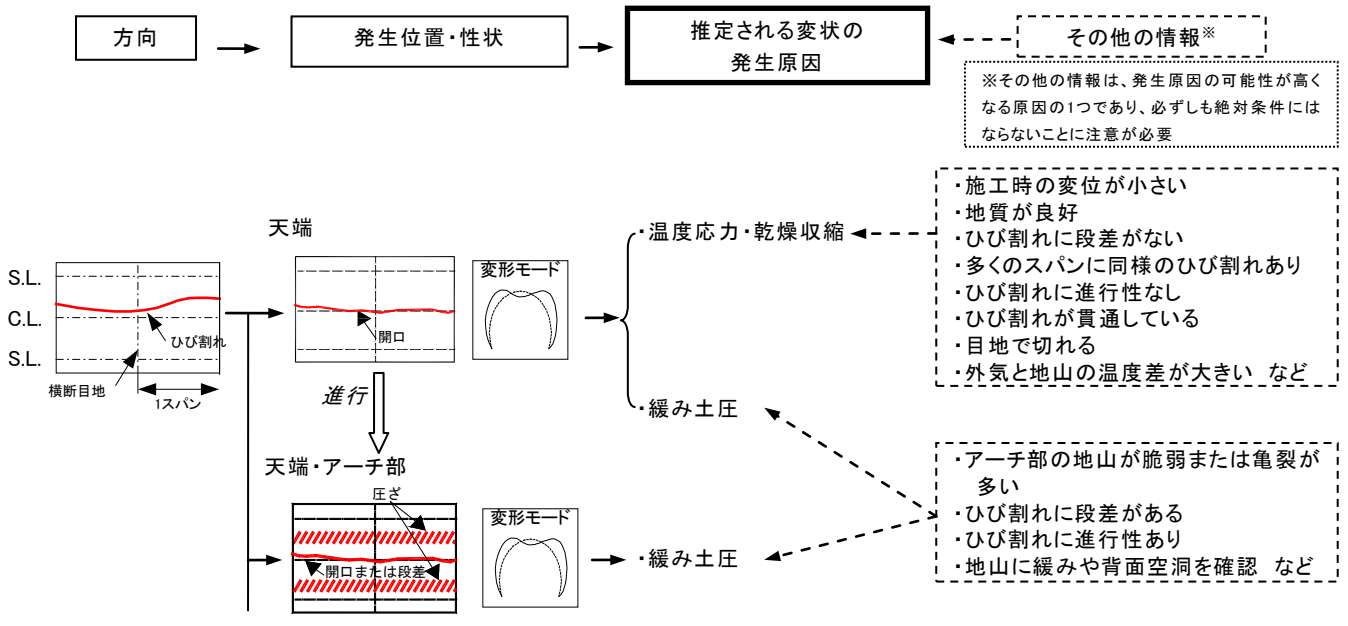 方向
発生位置・性状
推定される変状の
発生原因
その他の情報※
※その他の情報は、発生原因の可能性が高く
なる原因の1つであり、必ずしも絶対条件には
ならないことに注意が必要
天端
S.L.
C.L.
S.L.
ひび割れ
横断目地
1スパン
開口
変形モード
・温度応力・乾燥収縮
・緩み土圧
・施工時の変位が小さい
・地質が良好
・ひび割れに段差がない
・多くのスパンに同様のひび割れあり
・ひび割れに進行性なし
・ひび割れが貫通している
・目地で切れる
・外気と地山の温度差が大きい など
進行
天端・アーチ部
圧ざ
開口または段差
変形モード
・緩み土圧
・アーチ部の地山が脆弱または亀裂が
多い
・ひび割れに段差がある
・ひび割れに進行性あり
・地山に緩みや背面空洞を確認 など